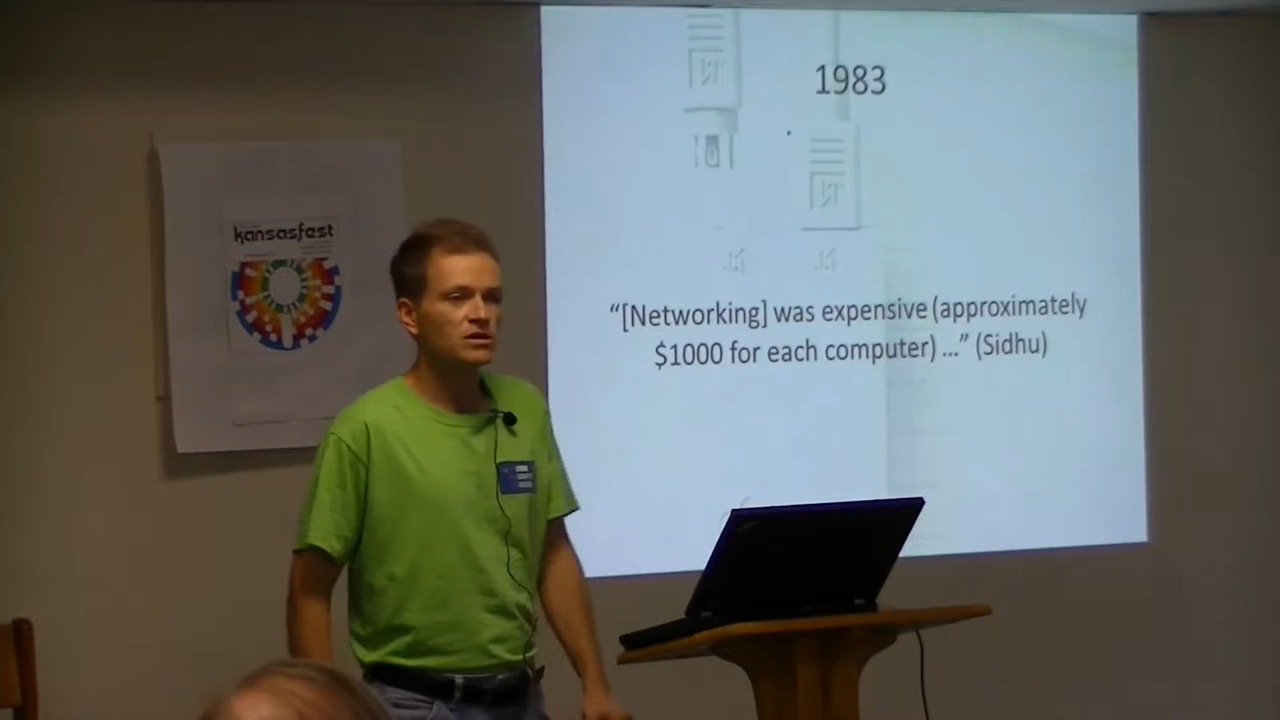 kansasfest
1983
“[Networking] was expensive (approximately
$1000 for each computer) …” (Sidhu)